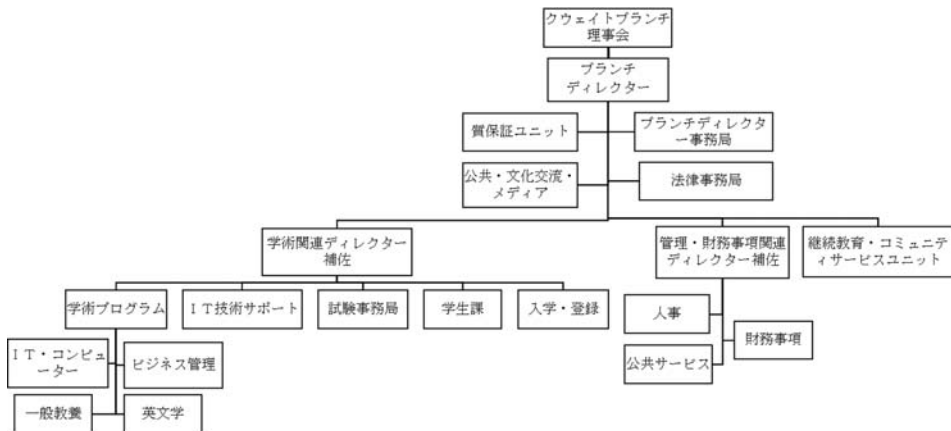 クウェイトブランチ
理事会
ブランチ
ディレクター
質保証ユニット
ブランチディレクタ
ー事務局
公共・文化交流・
メディア
法律事務局
学術関連ディレクター
補佐
管理・財務事項関連
ディレクター補佐
継続教育・コミュニテ
ィサービスユニット
学術プログラム
ＩＴ技術サポート
試験事務局
学生課
入学・登録
人事
財務事項
公共サービス
ＩＴ・コンピュ
ーター
ビジネス管理
一般教養
英文学